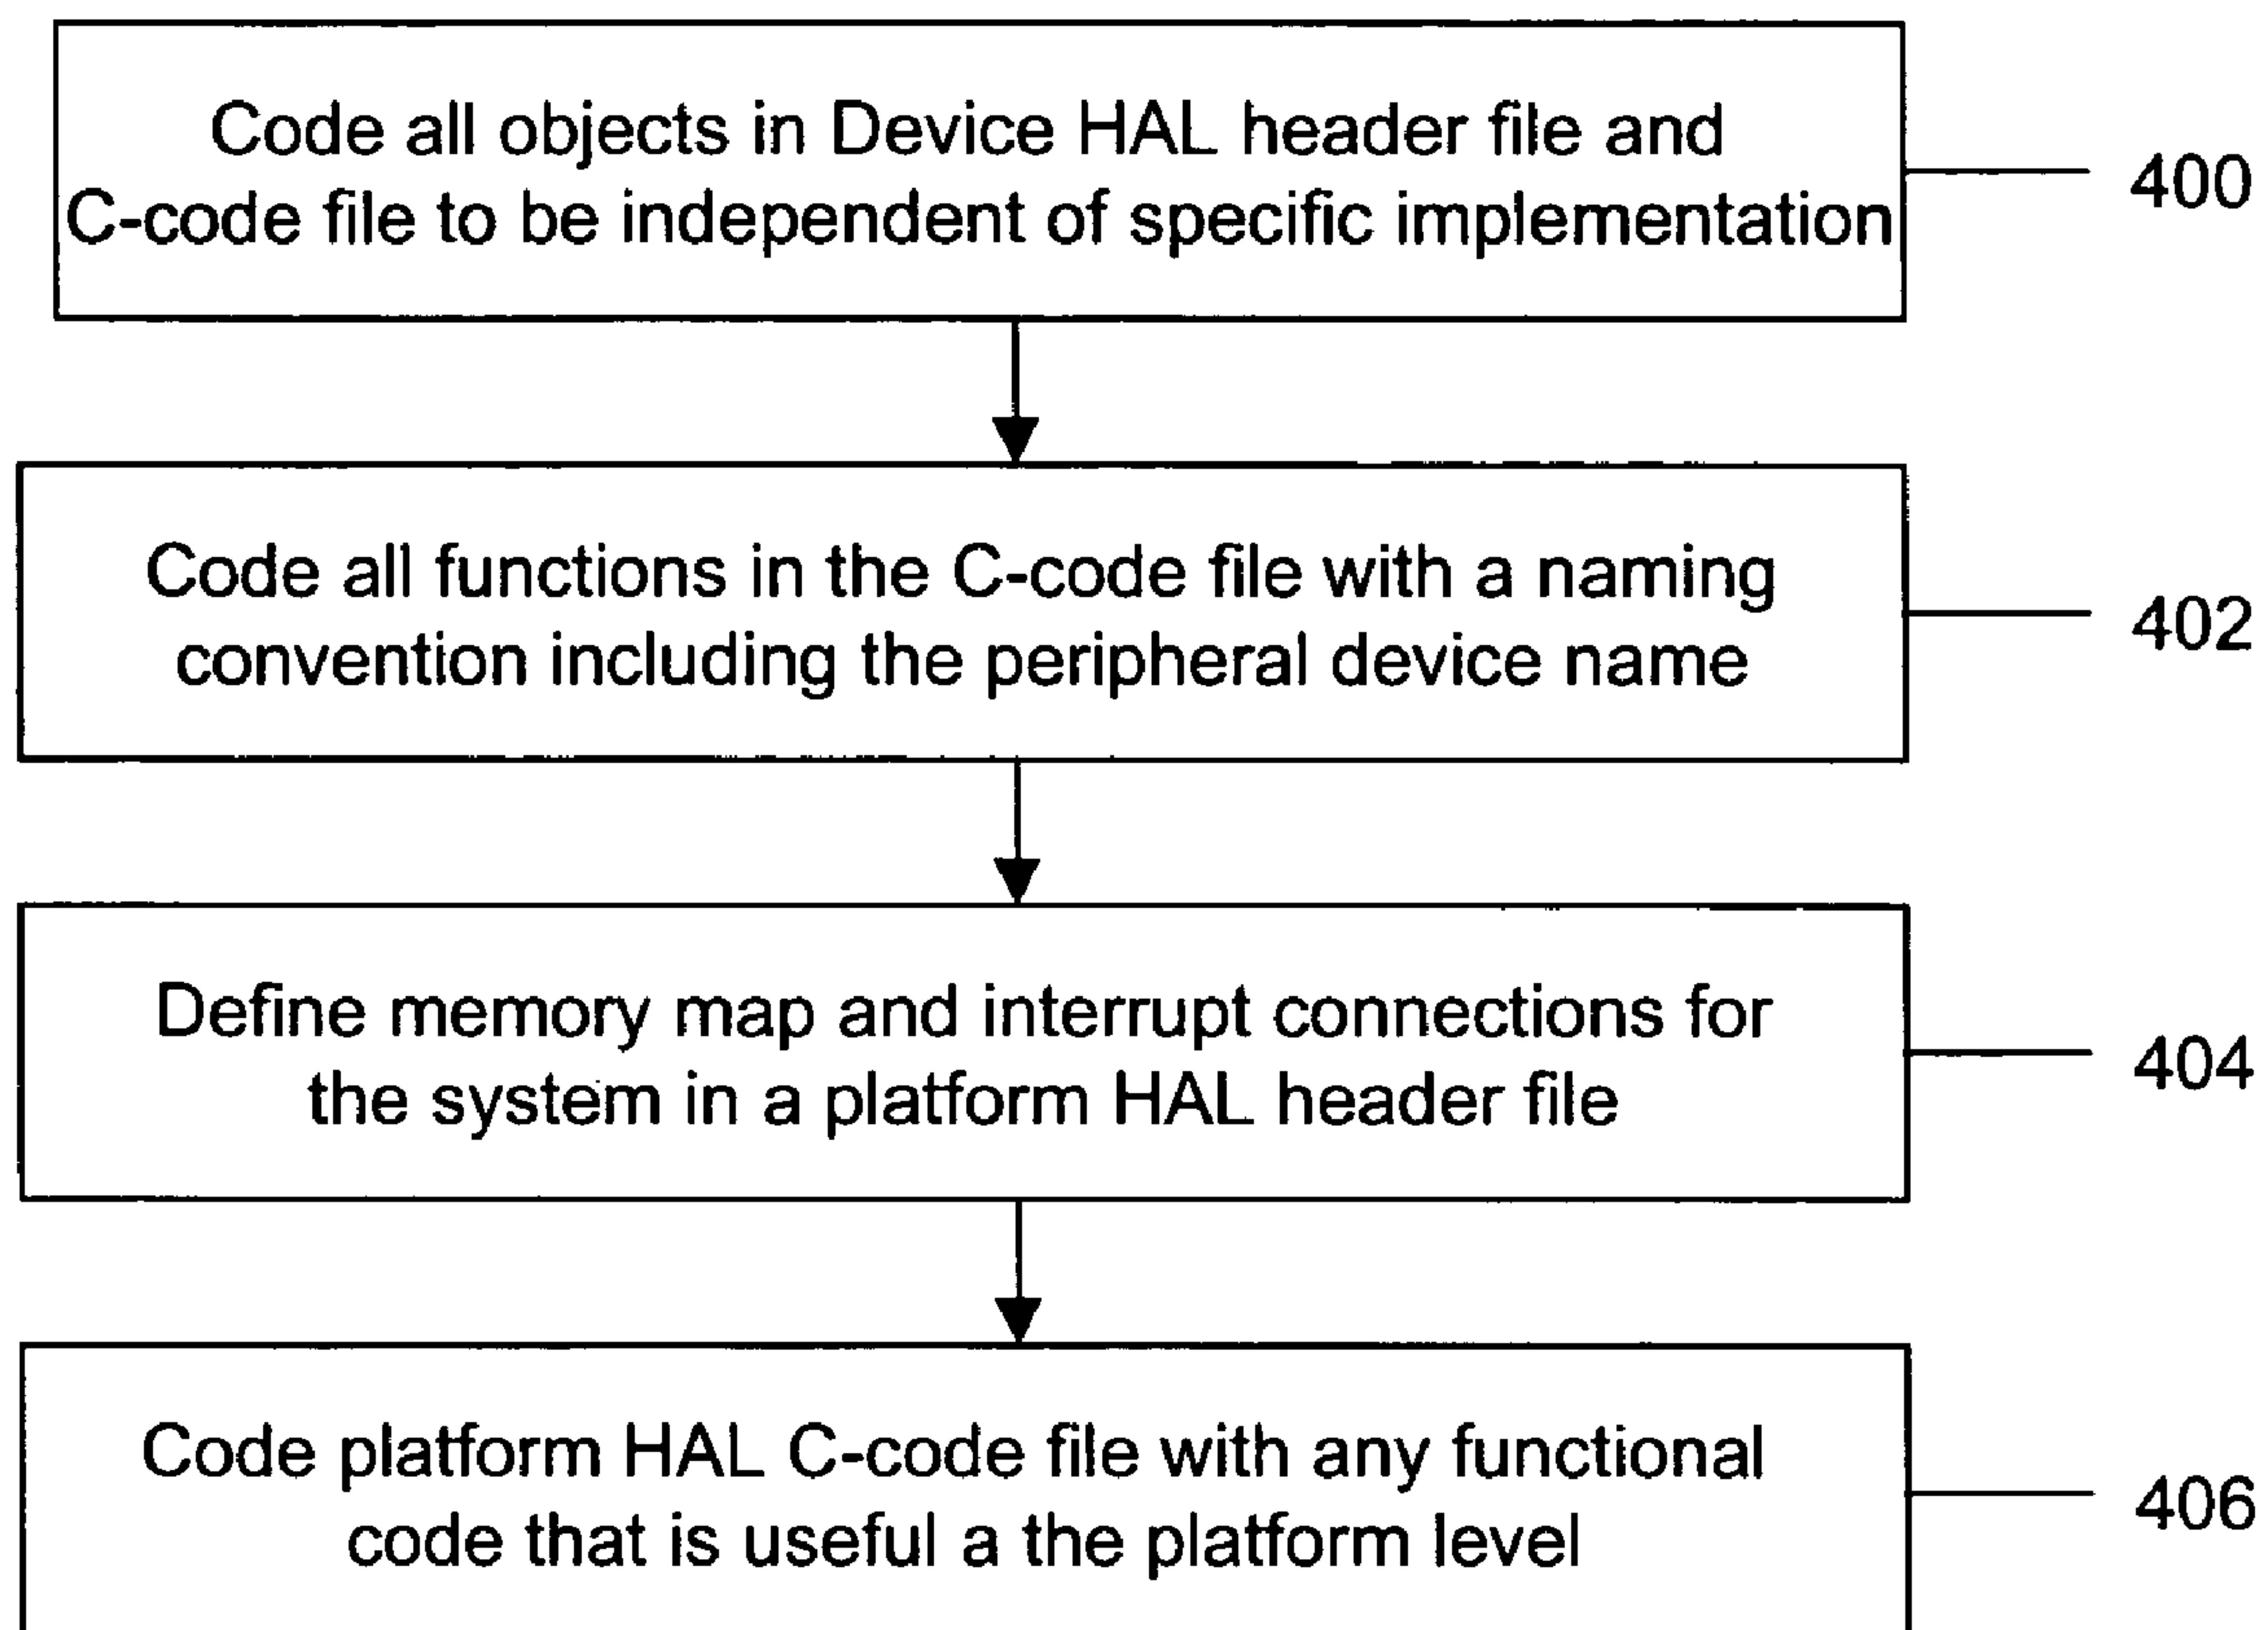 Code all objects in Device HAL header file and
C-code file to be independent of specific implementation
400
Code all functions in the C-code file with a naming
convention including the peripheral device name
402
Define memory map and interrupt connections for
the system in a platform HAL header file
404
Code platform HAL C-code file with any functional
code that is useful a the platform level
406